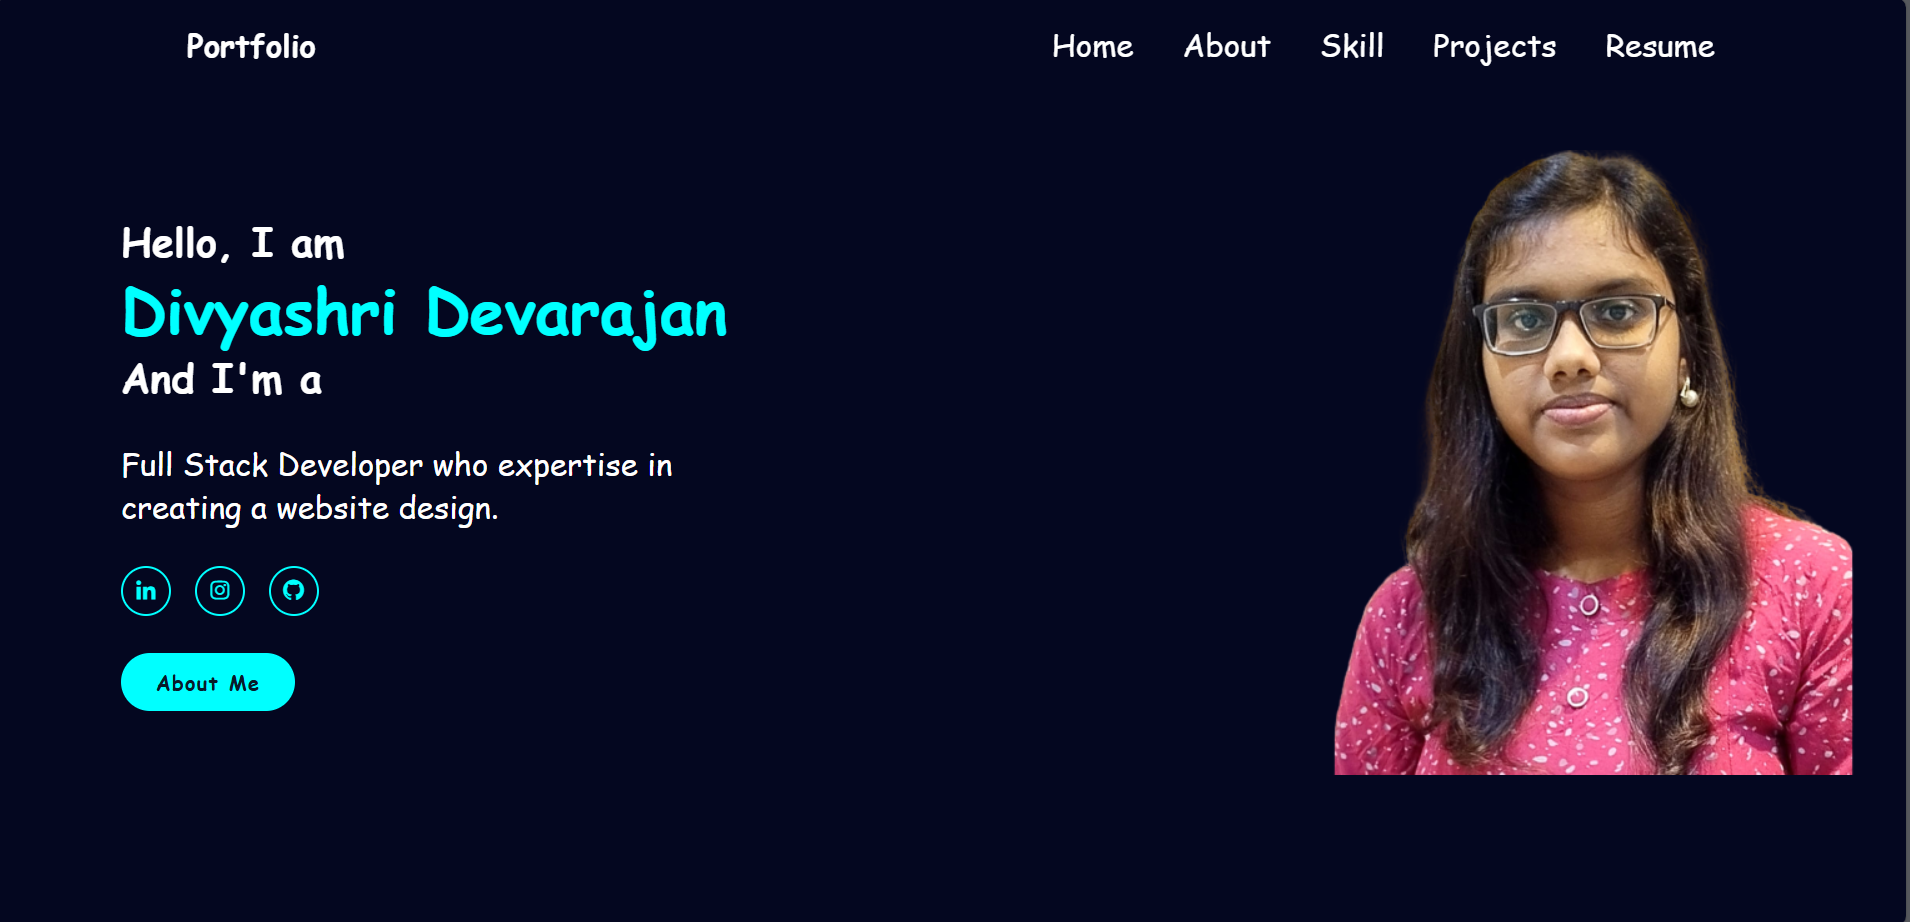 Portfolio
Home About Skill Projects Resume
Hello, I am
Divyashri Devarajan
And I'm a
Full Stack Developer who expertise in
creating a website design.
in
About Me